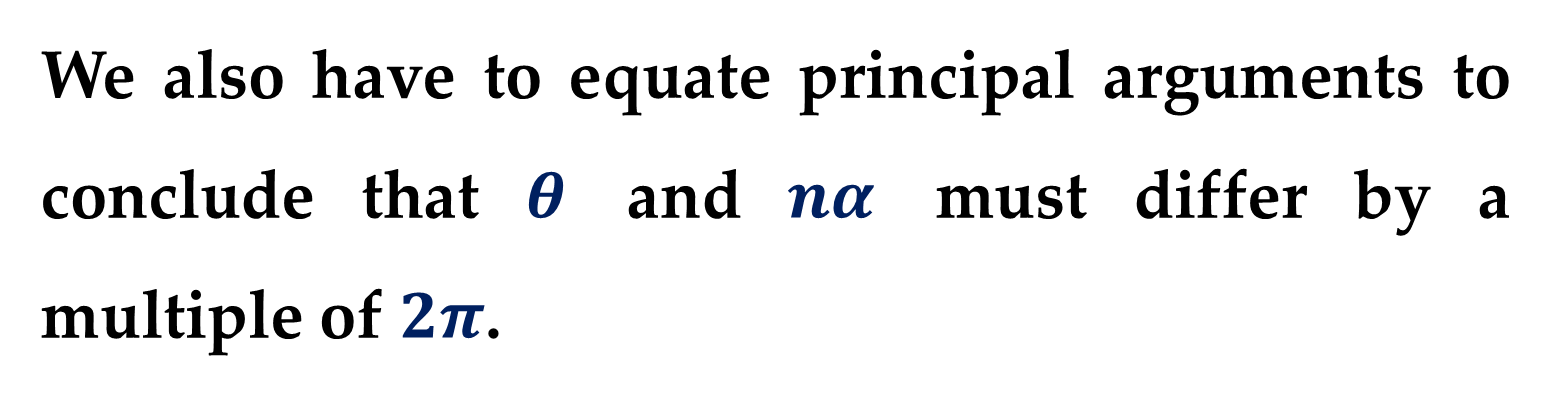 We also have to equate principal arguments to
conclude that θ and nα must differ by a
multiple of 2π.